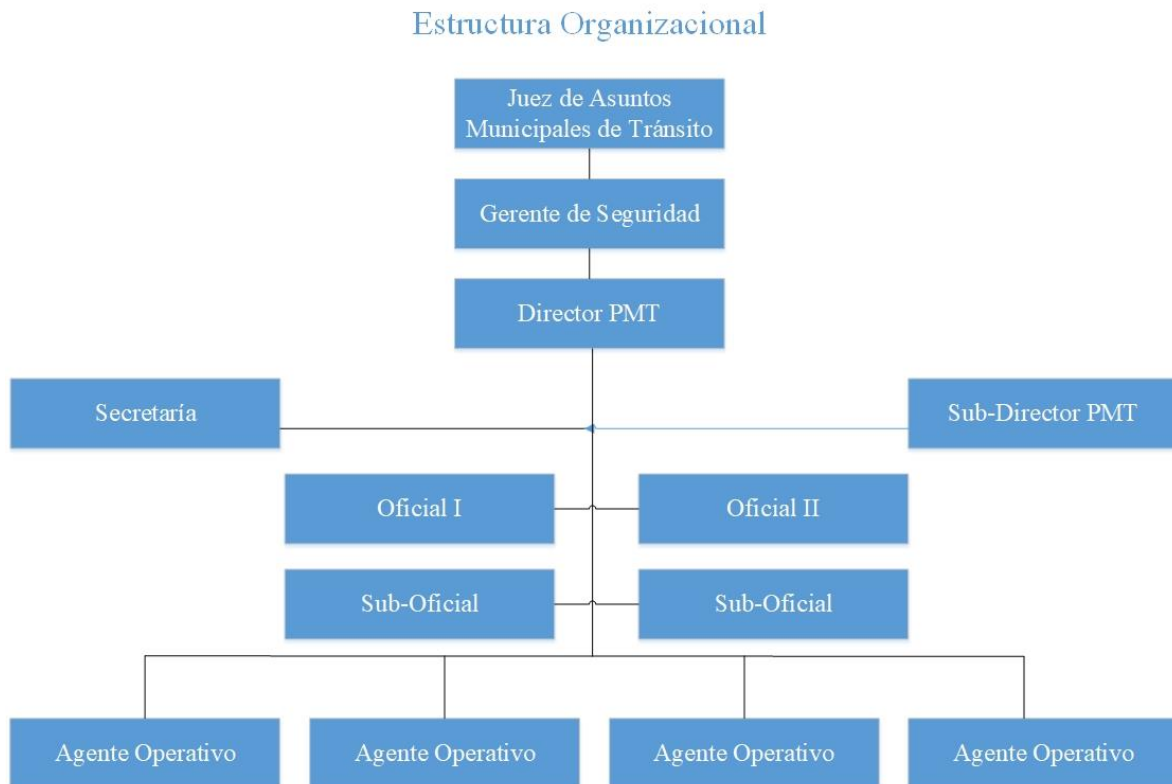 Estructura Organizacional
Juez de Asuntos
Municipales de Tránsito
Gerente de Seguridad
Director PMT
Secretaría
Sub-Director PMT
Oficial I
Oficial II
Sub-Oficial
Sub-Oficial
Agente Operativo
Agente Operativo
Agente Operativo
Agente Operativo